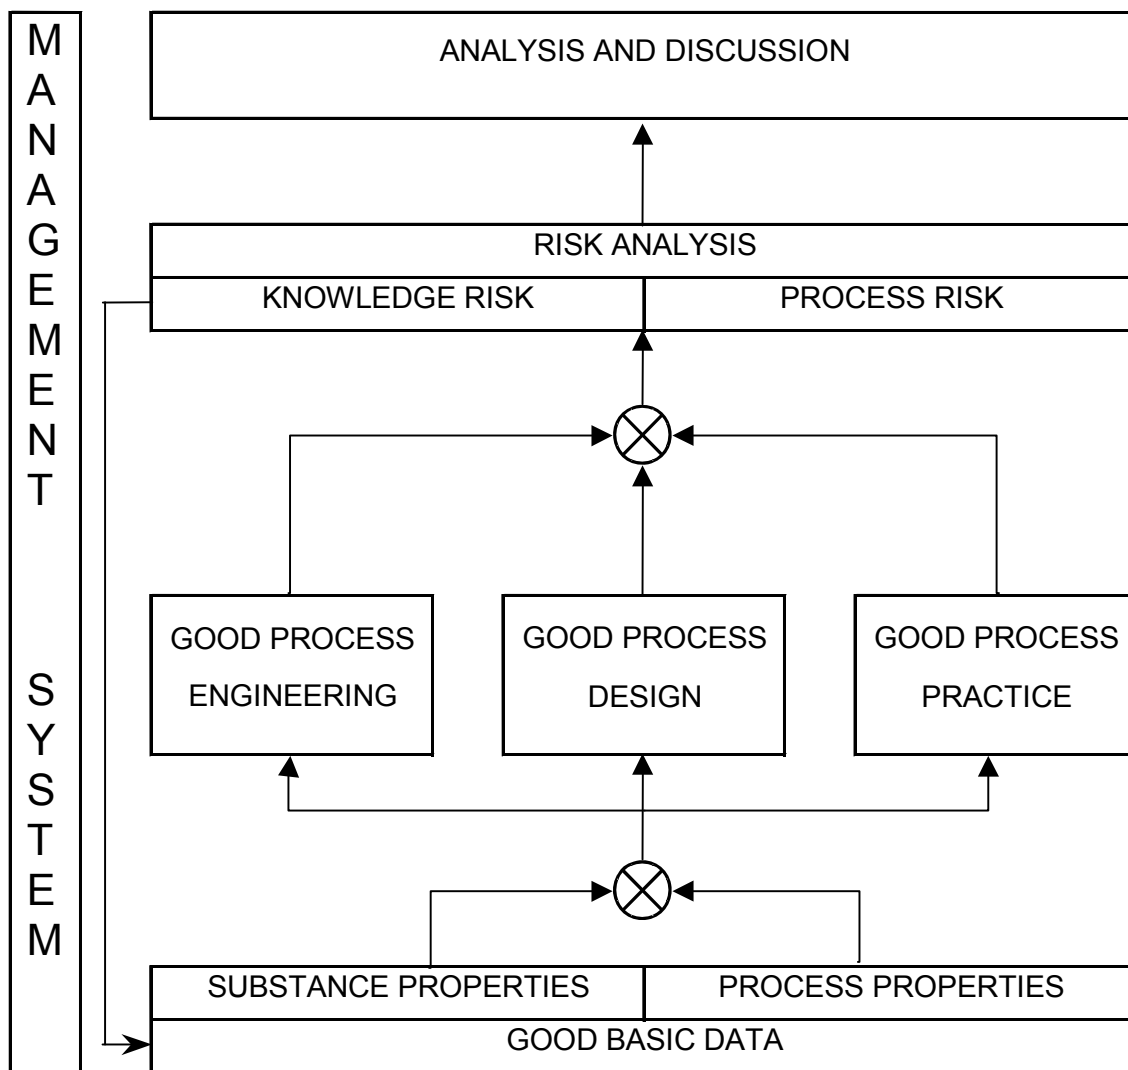 M
A
N
A
G
E
M
E
N
T
S
Y
S
T
E
M
ANALYSIS AND DISCUSSION
RISK ANALYSIS
KNOWLEDGE RISK
PROCESS RISK
GOOD PROCESS
ENGINEERING
GOOD PROCESS
DESIGN
GOOD PROCESS
PRACTICE
SUBSTANCE PROPERTIES
PROCESS PROPERTIES
GOOD BASIC DATA